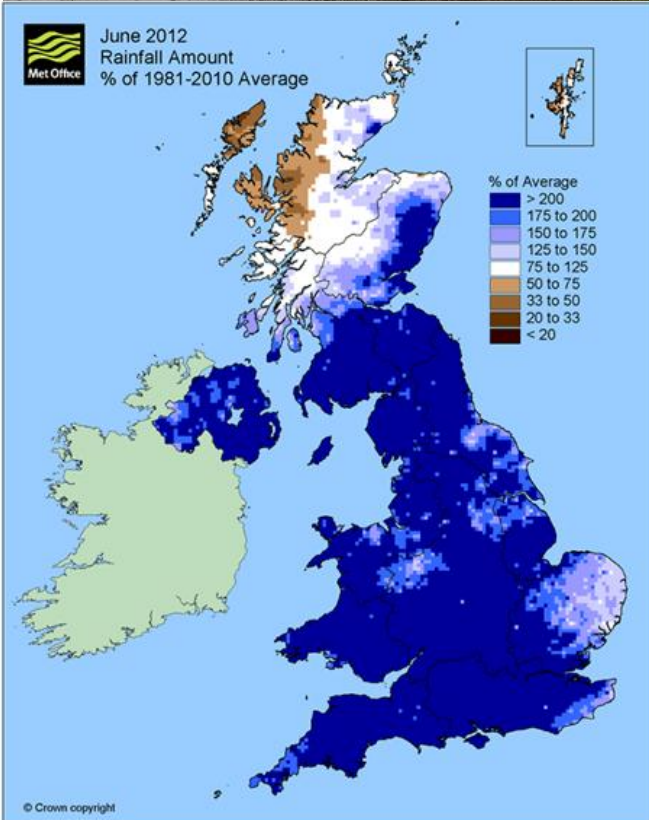 Met Office
June 2012
Rainfall Amount
% of 1981-2010 Average
% of Average
> 200
175 to 200
150 to 175
125 to 150
75 to 125
50 to 75
33 to 50
20 to 33
< 20
© Crown copyright